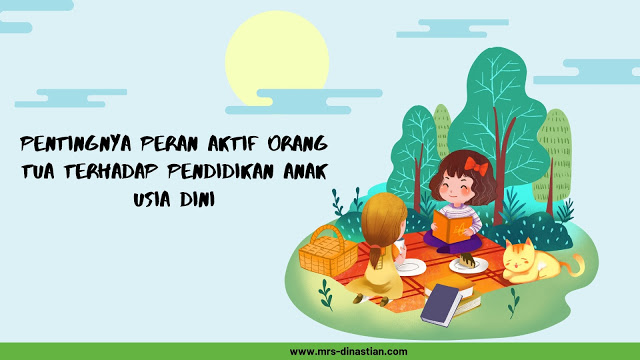 PENTINGNYA PERAN AKTIF ORANG
TUA TERHADAP PENDIDIKAN ANAK
USIA DINI
www.mrs-dinastian.com